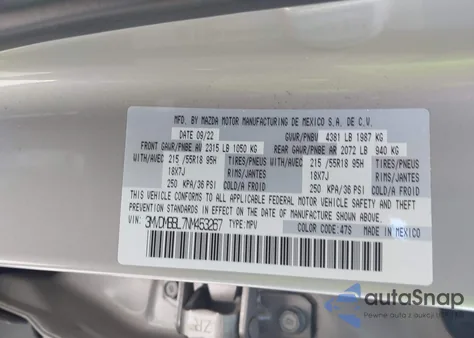 MFD. BY MAZDA MOTOR MANUFACTURING DE MEXICO S.A. DE C.V.
DATE 09/22 GVWR/PNBV 4381 LB 1987 KG
FRONT GAWR/PNBE AV 2315 LB 1050 KG REAR GAWR/PNBE AR 2072 LB 940 KG
WITH/AVEC 215 /55R18 95H TIRES/PNEUS WITH/AVEC 215 /55R18 95H TIRES/PNEUS
18X7J RIMS/JANTES 18X7J RIMS/JANTES
250 KPA/36 PSI COLD/A FROID 250 KPA/36 PSI COLD/A FROID
THIS VEHICLE CONFORMS TO ALL APPLICABLE FEDERAL MOTOR VEHICLE SAFETY
AND THEFT PREVENTION STANDARDS IN EFFECT ON THE DATE OF MANUFACTURE SHOWN ABOVE.
VIN: 3MVDMBBL7NM453267 TYPE:MPV COLOR CODE: 47S
autaSnap
Pewne auta z aukcji w USA